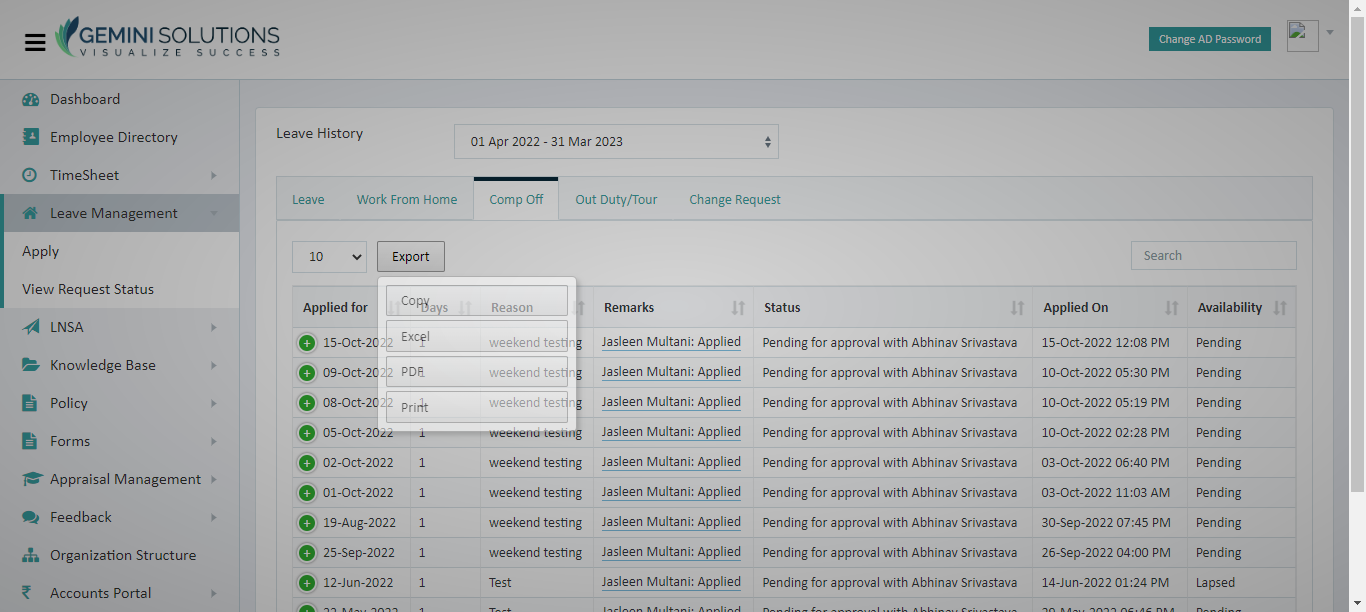 GEMINI SOLUTIONS
VISUALIZE SUCCESS
Change AD Password
Dashboard
Employee Directory
TimeSheet
Leave Management
Apply
View Request Status
LNSA
Knowledge Base
Policy
Forms
Appraisal Management
Feedback
Organization Structure
Accounts Portal
Leave History
01 Apr 2022 - 31 Mar 2023
Leave Work From Home Comp Off Out Duty/Tour Change Request
10 Export Search
Copy
Excel
PDF
Print
Applied for Days Reason Remarks Status Applied On Availability
15-Oct-2022 1 weekend testing Jasleen Multani: Applied Pending for approval with Abhinav Srivastava 15-Oct-2022 12:08 PM Pending
09-Oct-2022 1 weekend testing Jasleen Multani: Applied Pending for approval with Abhinav Srivastava 10-Oct-2022 05:30 PM Pending
08-Oct-2022 1 weekend testing Jasleen Multani: Applied Pending for approval with Abhinav Srivastava 10-Oct-2022 05:19 PM Pending
05-Oct-2022 1 weekend testing Jasleen Multani: Applied Pending for approval with Abhinav Srivastava 10-Oct-2022 02:28 PM Pending
02-Oct-2022 1 weekend testing Jasleen Multani: Applied Pending for approval with Abhinav Srivastava 03-Oct-2022 06:40 PM Pending
01-Oct-2022 1 weekend testing Jasleen Multani: Applied Pending for approval with Abhinav Srivastava 03-Oct-2022 11:03 AM Pending
19-Aug-2022 1 weekend testing Jasleen Multani: Applied Pending for approval with Abhinav Srivastava 30-Sep-2022 07:45 PM Pending
25-Sep-2022 1 weekend testing Jasleen Multani: Applied Pending for approval with Abhinav Srivastava 26-Sep-2022 04:00 PM Pending
12-Jun-2022 1 Test Jasleen Multani: Applied Pending for approval with Abhinav Srivastava 14-Jun-2022 01:24 PM Lapsed
22-May-2022 1 Test Jasleen Multani: Applied Pending for approval with Abhinav Srivastava 29-May-2022 06:46 PM Lapsed